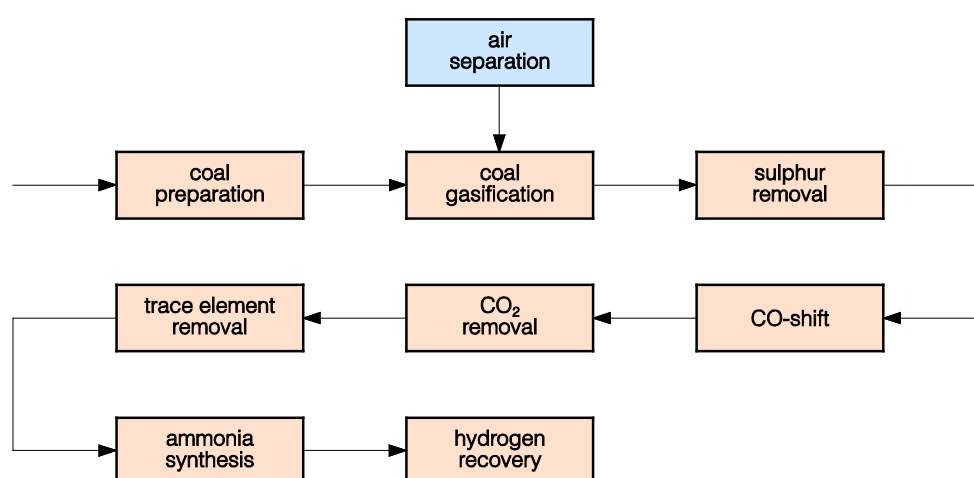 air
separation
coal
preparation
coal
gasification
sulphur
removal
trace element
removal
CO₂
removal
CO-shift
ammonia
synthesis
hydrogen
recovery